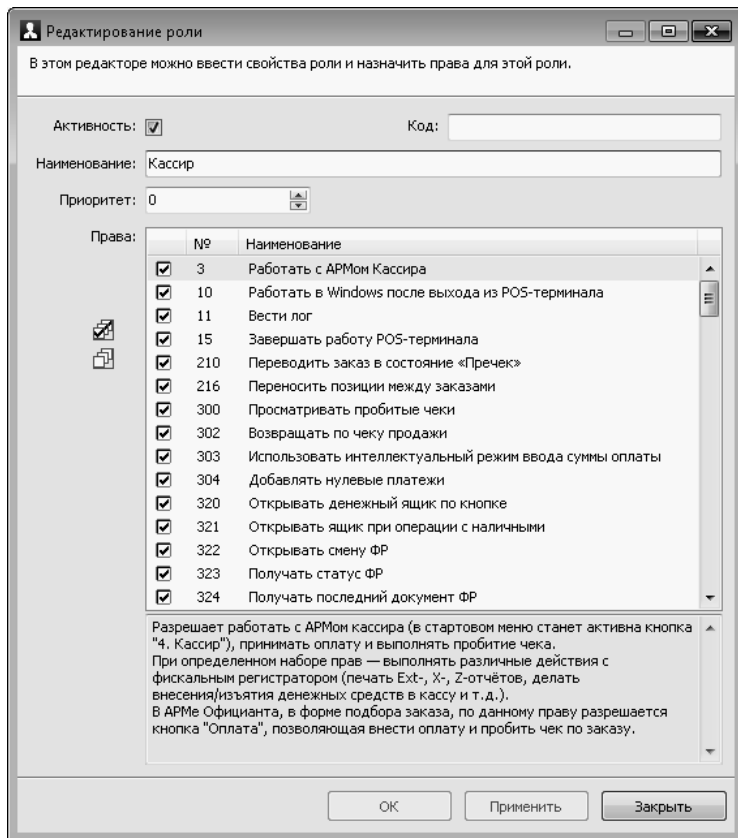 Редактирование роли
В этом редакторе можно ввести свойства роли и назначить права для этой роли.
Активность: Код:
Наименование: Кассир
Приоритет: 0
Права:
№ Наименование
3 Работать с АРМом Кассира
10 Работать в Windows после выхода из POS-терминала
11 Вести лог
15 Завершать работу POS-терминала
210 Переводить заказ в состояние «Пречек»
216 Переносить позиции между заказами
300 Просматривать пробитые чеки
302 Возвращать по чеку продажи
303 Использовать интеллектуальный режим ввода суммы оплаты
304 Добавлять нулевые платежи
320 Открывать денежный ящик по кнопке
321 Открывать ящик при операции с наличными
322 Открывать смену ФР
323 Получать статус ФР
324 Получать последний документ ФР
Разрешает работать с АРМом кассира (в стартовом меню станет активна кнопка
"4. Кассир"), принимать оплату и выполнять пробитие чека.
При определенном наборе прав — выполнять различные действия с
фискальным регистратором (печать Ext-, X-, Z-отчётов, делать
внесения/изъятия денежных средств в кассу и т.д.).
В АРМе Официанта, в форме подбора заказа, по данному праву разрешается
кнопка "Оплата", позволяющая внести оплату и пробить чек по заказу.
ОК Применить Закрыть